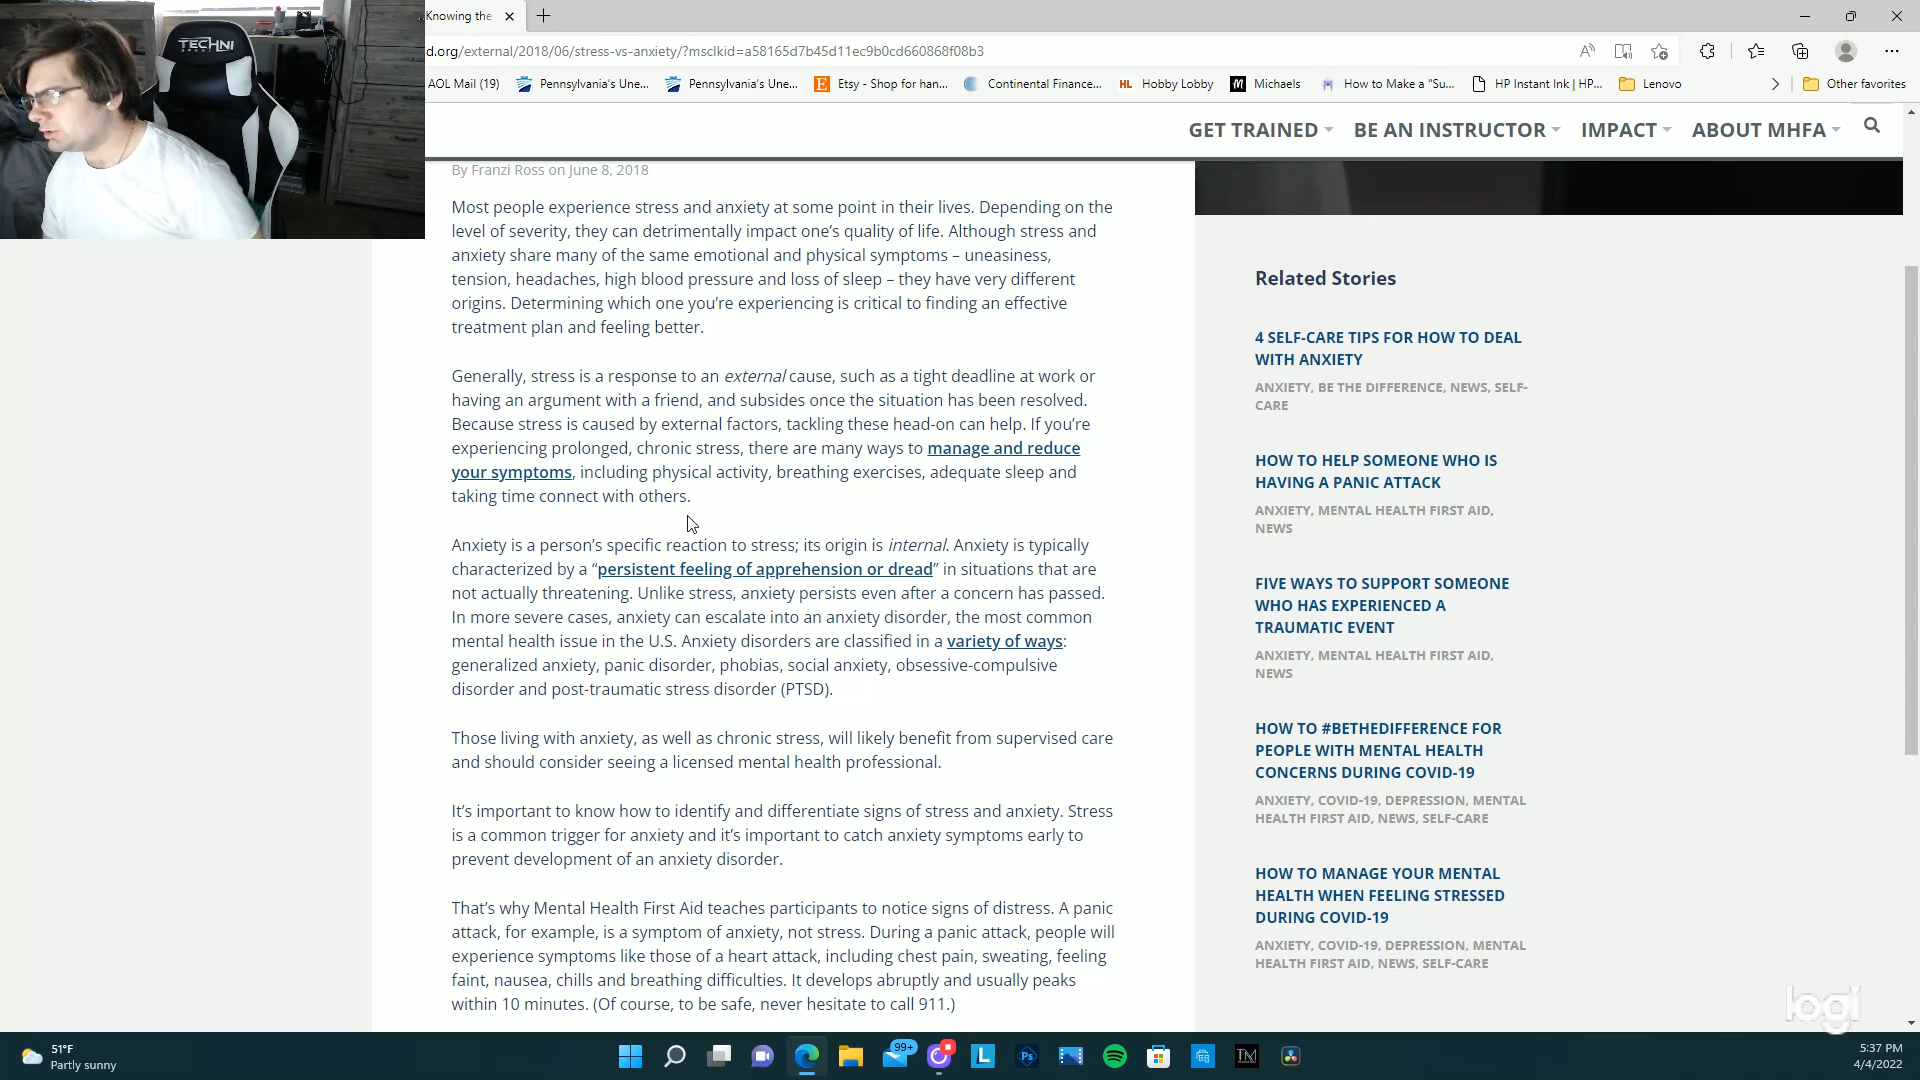 TECHNI
SPORT
Knowing the
d.org/external/2018/06/stress-vs-anxiety/?msclkid=a58165d7b45d11ec9b0cd660868f08b3
AOL Mail (19) Pennsylvania's Une... Pennsylvania's Une... Etsy - Shop for han... Continental Finance... HL Hobby Lobby Michaels How to Make a "Su... HP Instant Ink | HP... Lenovo Other favorites
GET TRAINED BE AN INSTRUCTOR IMPACT ABOUT MHFA
By Franzi Ross on June 8, 2018
Most people experience stress and anxiety at some point in their lives. Depending on the
level of severity, they can detrimentally impact one's quality of life. Although stress and
anxiety share many of the same emotional and physical symptoms – uneasiness,
tension, headaches, high blood pressure and loss of sleep – they have very different
origins. Determining which one you're experiencing is critical to finding an effective
treatment plan and feeling better.
Generally, stress is a response to an external cause, such as a tight deadline at work or
having an argument with a friend, and subsides once the situation has been resolved.
Because stress is caused by external factors, tackling these head-on can help. If you're
experiencing prolonged, chronic stress, there are many ways to manage and reduce
your symptoms, including physical activity, breathing exercises, adequate sleep and
taking time connect with others.
Anxiety is a person's specific reaction to stress; its origin is internal. Anxiety is typically
characterized by a “persistent feeling of apprehension or dread” in situations that are
not actually threatening. Unlike stress, anxiety persists even after a concern has passed.
In more severe cases, anxiety can escalate into an anxiety disorder, the most common
mental health issue in the U.S. Anxiety disorders are classified in a variety of ways:
generalized anxiety, panic disorder, phobias, social anxiety, obsessive-compulsive
disorder and post-traumatic stress disorder (PTSD).
Those living with anxiety, as well as chronic stress, will likely benefit from supervised care
and should consider seeing a licensed mental health professional.
It's important to know how to identify and differentiate signs of stress and anxiety. Stress
is a common trigger for anxiety and it's important to catch anxiety symptoms early to
prevent development of an anxiety disorder.
That's why Mental Health First Aid teaches participants to notice signs of distress. A panic
attack, for example, is a symptom of anxiety, not stress. During a panic attack, people will
experience symptoms like those of a heart attack, including chest pain, sweating, feeling
faint, nausea, chills and breathing difficulties. It develops abruptly and usually peaks
within 10 minutes. (Of course, to be safe, never hesitate to call 911.)
Related Stories
4 SELF-CARE TIPS FOR HOW TO DEAL
WITH ANXIETY
ANXIETY, BE THE DIFFERENCE, NEWS, SELF-
CARE
HOW TO HELP SOMEONE WHO IS
HAVING A PANIC ATTACK
ANXIETY, MENTAL HEALTH FIRST AID,
NEWS
FIVE WAYS TO SUPPORT SOMEONE
WHO HAS EXPERIENCED A
TRAUMATIC EVENT
ANXIETY, MENTAL HEALTH FIRST AID,
NEWS
HOW TO #BETHEDIFFERENCE FOR
PEOPLE WITH MENTAL HEALTH
CONCERNS DURING COVID-19
ANXIETY, COVID-19, DEPRESSION, MENTAL
HEALTH FIRST AID, NEWS, SELF-CARE
HOW TO MANAGE YOUR MENTAL
HEALTH WHEN FEELING STRESSED
DURING COVID-19
ANXIETY, COVID-19, DEPRESSION, MENTAL
HEALTH FIRST AID, NEWS, SELF-CARE
logi
51°F
Partly sunny
99+
L
Ps
TM
5:37 PM
4/4/2022